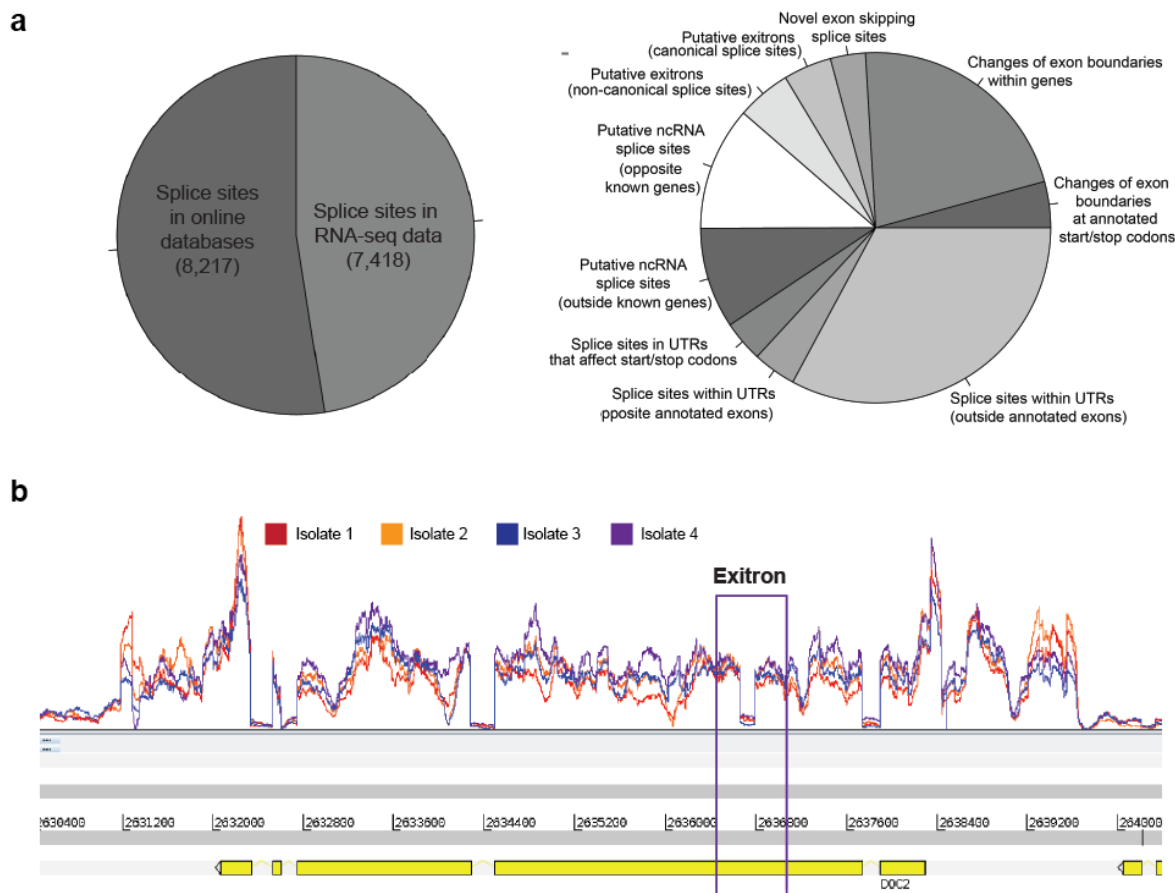 a
Splice sites
in online
databases
(8,217)
Splice sites in
RNA-seq data
(7,418)
Novel exon skipping
splice sites
Putative exitrons
(canonical splice sites)
Putative exitrons
(non-canonical splice sites)
Putative ncRNA
splice sites
(opposite
known genes)
Putative ncRNA
splice sites
(outside known genes)
Splice sites in UTRs
that affect start/stop codons
Splice sites within UTRs
opposite annotated exons)
Changes of exon boundaries
within genes
Changes of exon
boundaries
at annotated
start/stop codons
Splice sites within UTRs
(outside annotated exons)
b
Isolate 1 Isolate 2 Isolate 3 Isolate 4
Exitron
2630400 2631200 2632000 2632800 2633600 2634400 2635200 2636000 2636800 2637600 2638400 2639200 264000
DOC2